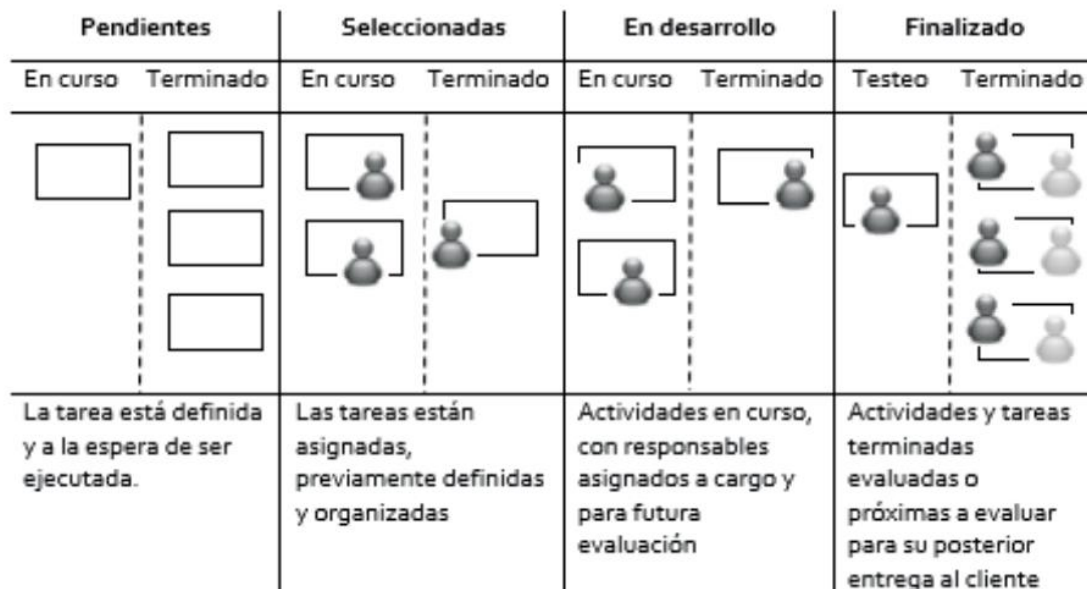 Pendientes Seleccionadas En desarrollo Finalizado
En curso Terminado En curso Terminado En curso Terminado Testeo Terminado
La tarea está definida
y a la espera de ser
ejecutada.
Las tareas están
asignadas,
previamente definidas
y organizadas
Actividades en curso,
con responsables
asignados a cargo y
para futura
evaluación
Actividades y tareas
terminadas
evaluadas o
próximas a evaluar
para su posterior
entrega al cliente